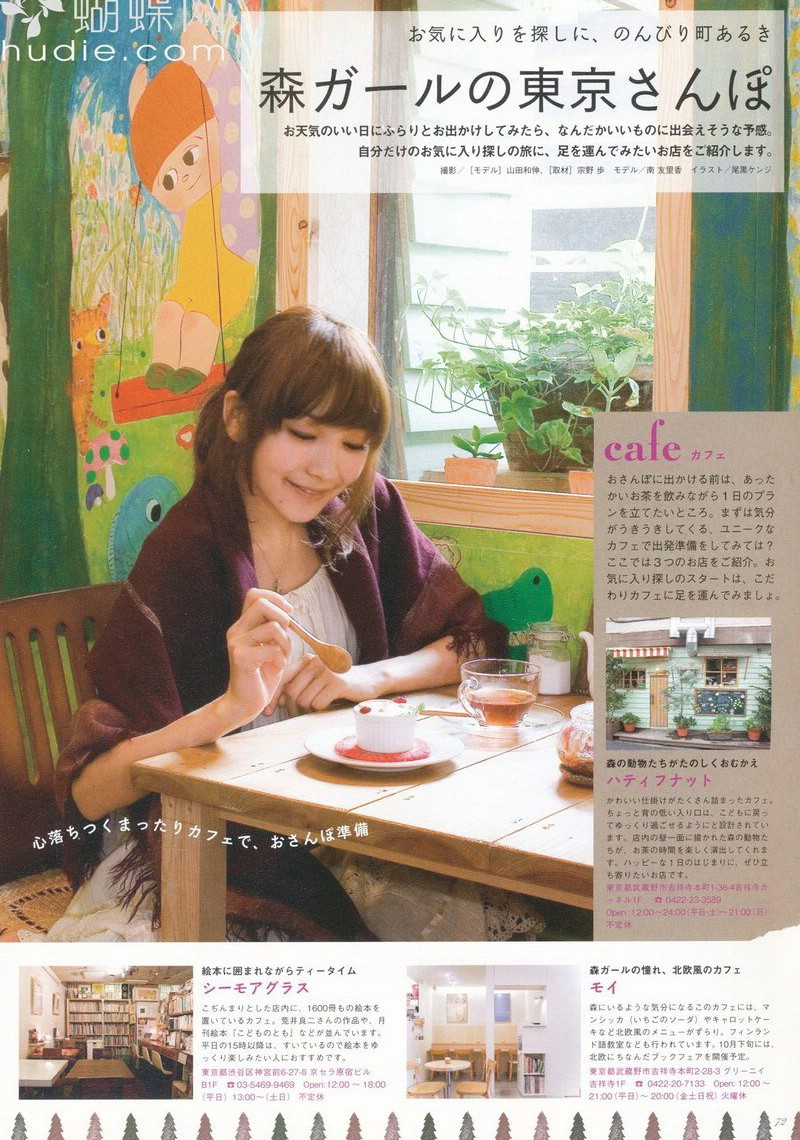 蝴蝶
hudie.com
お気に入りを探しに、のんびり町あるき
森ガールの東京さんぽ
お天気のいい日にふらりとお出かけしてみたら、なんだかいいものに出会えそうな予感。
自分だけのお気に入り探しの旅に、足を運んでみたいお店をご紹介します。
撮影／［モデル］山田和伸、［取材］宗野 歩　モデル／南 友里香　イラスト／尾黒ケンジ
cafe カフェ
おさんぽに出かける前は、あった
かいお茶を飲みながら1日のプラ
ンを立てたいところ。まずは気分
がうきうきしてくる、ユニークな
カフェで出発準備をしてみては？
ここでは3つのお店をご紹介。お
気に入り探しのスタートは、こだ
わりカフェに足を運んでみましょ。
森の動物たちがたのしくおむかえ
ハティフナット
かわいい仕掛けがたくさん詰まったカフェ。
ちょっと背の低い入り口は、こどもに戻っ
てゆっくり過ごせるようにと設計されてい
ます。店内の壁一面に描かれた森の動物た
ちが、お茶の時間を楽しく演出してくれま
す。ハッピーな1日のはじまりに、ぜひ立
ち寄りたいお店です。
東京都武蔵野市吉祥寺本町1-38-4吉祥寺カ
ーネル1F　☎ 0422-23-3589
Open：12:00～24:00（平日・土）～21:00（日）
不定休
心落ちつくまったりカフェで、おさんぽ準備
絵本に囲まれながらティータイム
シーモアグラス
こぢんまりとした店内に、1600冊もの絵本を
置いているカフェ。荒井良二さんの作品や、月
刊絵本「こどものとも」などが並んでいます。
平日の15時以降は、すいているので絵本をゆ
っくり楽しみたい人におすすめです。
東京都渋谷区神宮前6-27-8 京セラ原宿ビル
B1F　☎03-5469-9469　Open：12:00 ～ 18:00
（平日）13:00～（土日）　不定休
森ガールの憧れ、北欧風のカフェ
モイ
森にいるような気分になるこのカフェには、マ
ンシッカ（いちごのソーダ）やキャロットケー
キなど北欧風のメニューがずらり。フィンラン
ド語教室なども行われています。10月下旬には、
北欧にちなんだブックフェアを開催予定。
東京都武蔵野市吉祥寺本町2-28-3 グリーニイ
吉祥寺1F　☎ 0422-20-7133　Open：12:00 ～
21:00（平日）～ 20:00（金土日祝）火曜休
72